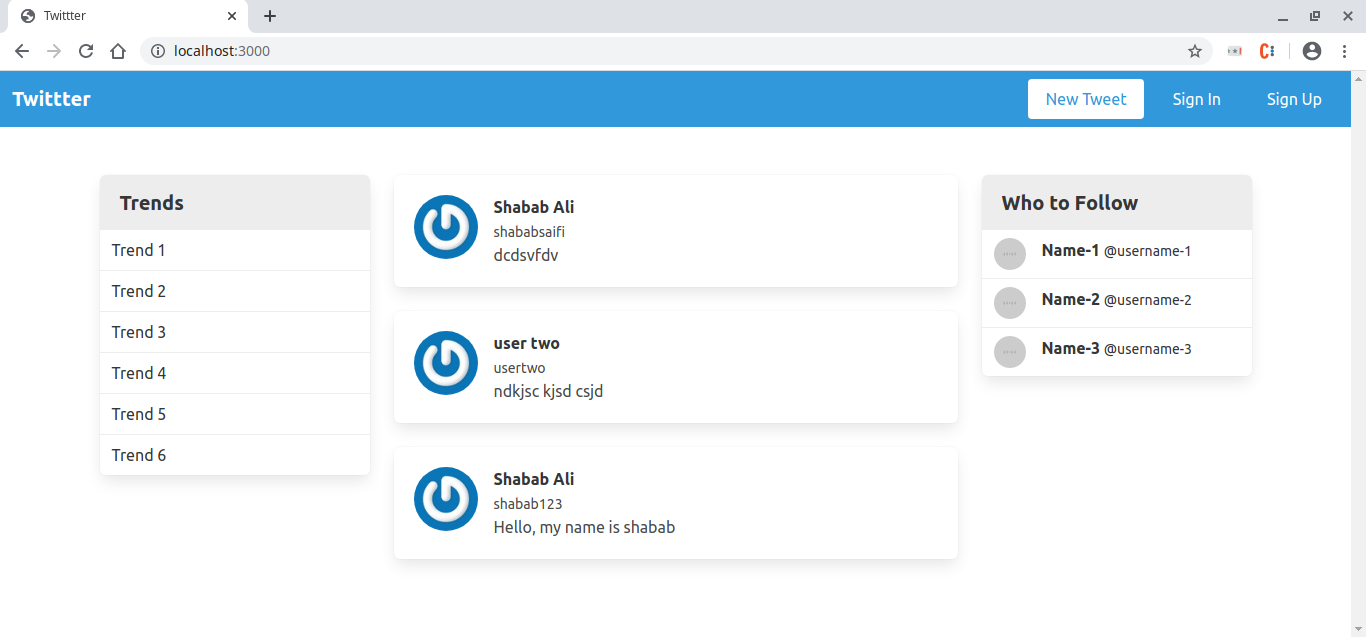 Twittter
localhost:3000
Twittter
New Tweet
Sign In
Sign Up
Trends
Trend 1
Trend 2
Trend 3
Trend 4
Trend 5
Trend 6
Shabab Ali
shababsaifi
dcdsvfdv
user two
usertwo
ndkjsc kjsd csjd
Shabab Ali
shabab123
Hello, my name is shabab
Who to Follow
Name-1 @username-1
Name-2 @username-2
Name-3 @username-3